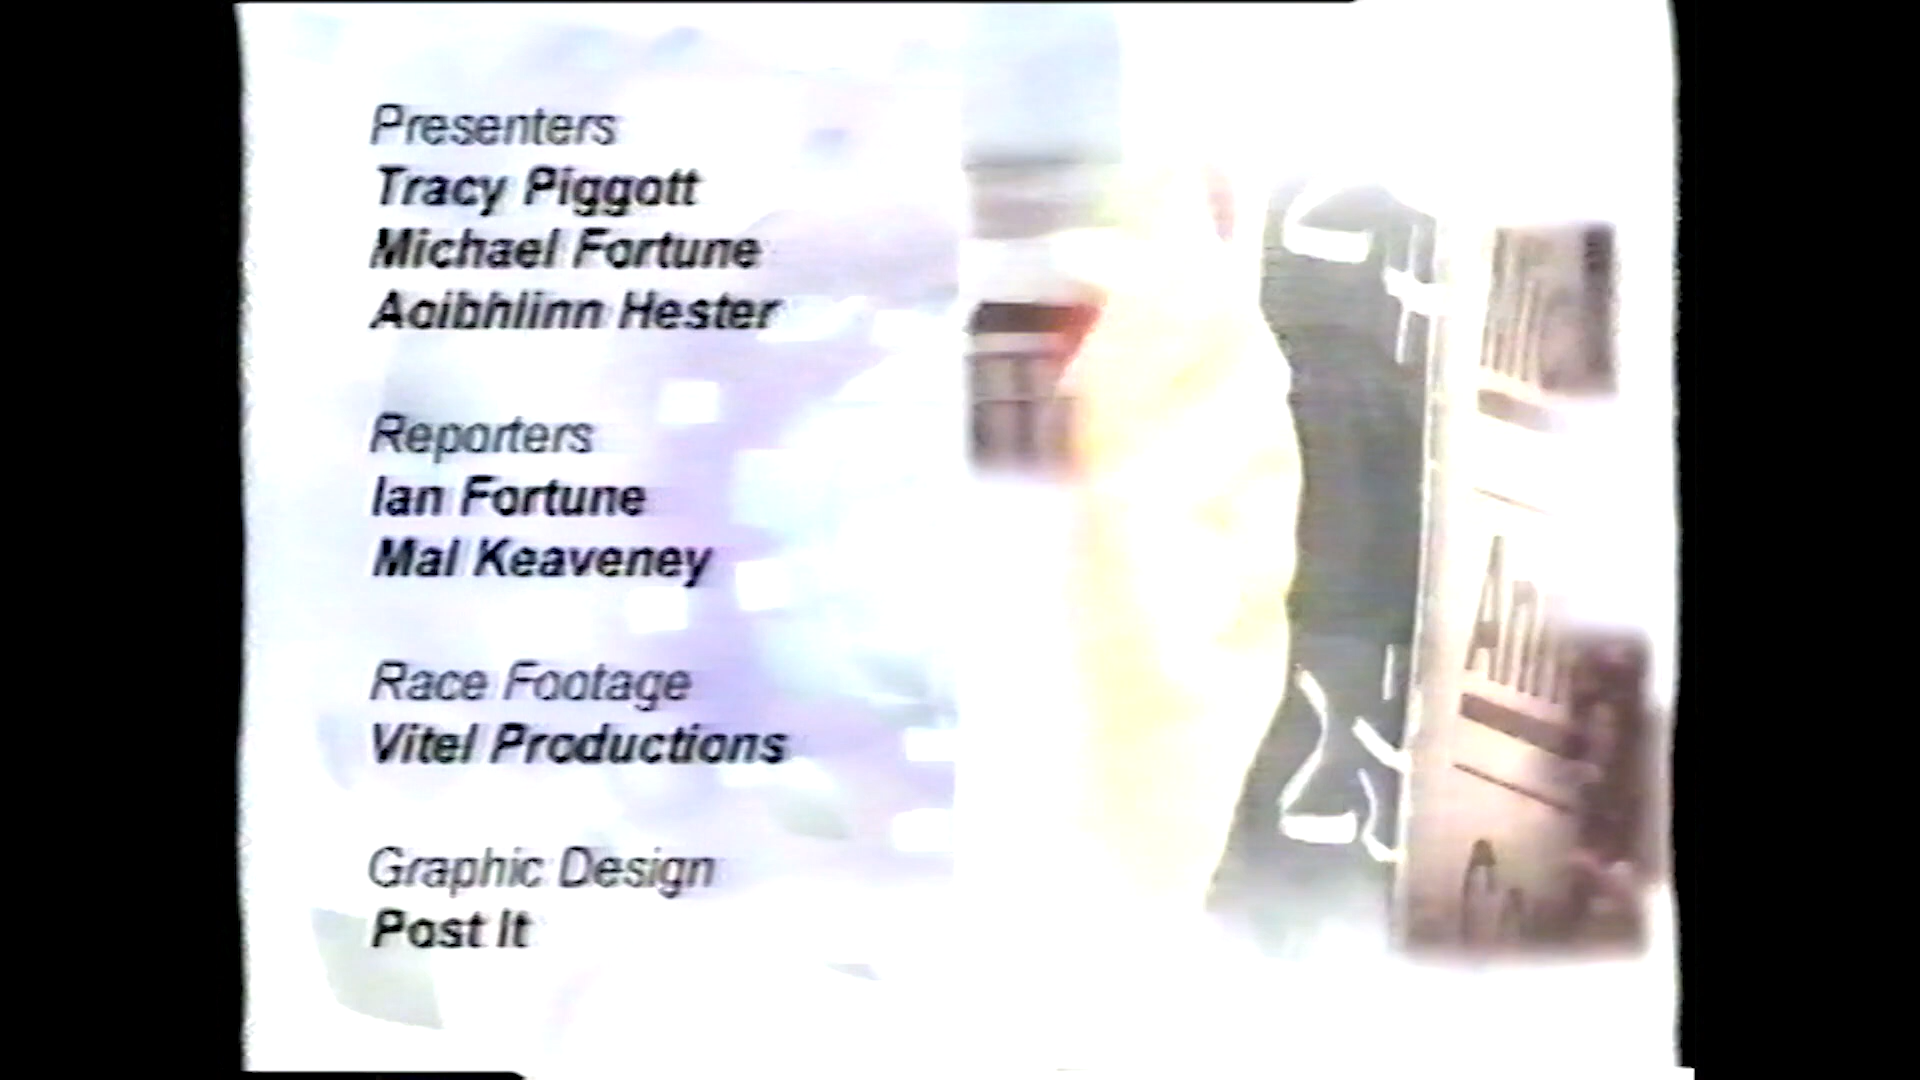 Presenters
Tracy Piggott
Michael Fortune
Aoibhlinn Hester
Reporters
Ian Fortune
Mal Keaveney
Race Footage
Vitel Productions
Graphic Design
Post It